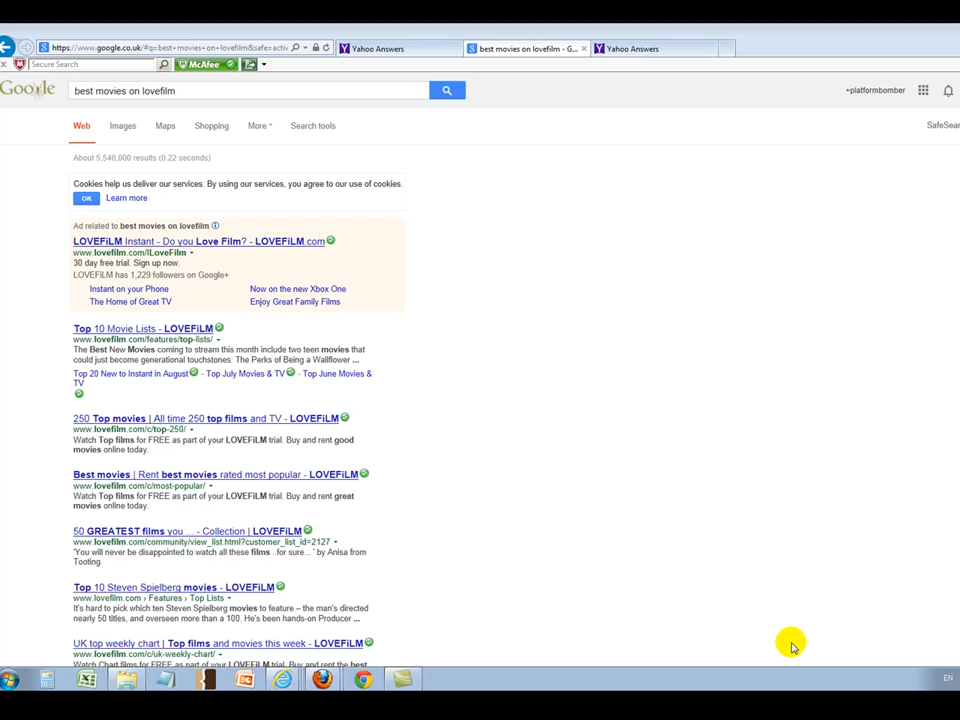 https://www.google.co.uk/#q=best+movies+on+lovefilm&safe=activ
Yahoo Answers
best movies on lovefilm - G...
Yahoo Answers
Secure Search
McAfee
Google
best movies on lovefilm
+platformbomber
Web Images Maps Shopping More Search tools
SafeSear
About 5,540,000 results (0.22 seconds)
Cookies help us deliver our services. By using our services, you agree to our use of cookies.
OK Learn more
Ad related to best movies on lovefilm
LOVEFiLM Instant - Do you Love Film? - LOVEFiLM.com
www.lovefilm.com/ILoveFilm
30 day free trial. Sign up now.
LOVEFiLM has 1,229 followers on Google+
Instant on your Phone Now on the new Xbox One
The Home of Great TV Enjoy Great Family Films
Top 10 Movie Lists - LOVEFiLM
www.lovefilm.com/features/top-lists/
The Best New Movies coming to stream this month include two teen movies that
could just become generational touchstones: The Perks of Being a Wallflower ...
Top 20 New to Instant in August - Top July Movies & TV - Top June Movies &
TV
250 Top movies | All time 250 top films and TV - LOVEFiLM
www.lovefilm.com/c/top-250/
Watch Top films for FREE as part of your LOVEFiLM trial. Buy and rent good
movies online today.
Best movies | Rent best movies rated most popular - LOVEFiLM
www.lovefilm.com/c/most-popular/
Watch Top films for FREE as part of your LOVEFiLM trial. Buy and rent great
movies online today.
50 GREATEST films you ... - Collection | LOVEFiLM
www.lovefilm.com/community/view_list.html?customer_list_id=2127
'You will never be disappointed to watch all these films ..for sure... ' by Anisa from
Tooting.
Top 10 Steven Spielberg movies - LOVEFiLM
www.lovefilm.com › Features › Top Lists
It's hard to pick which ten Steven Spielberg movies to feature – the man's directed
nearly 50 titles, and overseen more than a 100. He's been hands-on Producer ...
UK top weekly chart | Top films and movies this week - LOVEFiLM
www.lovefilm.com/c/uk-weekly-chart/
Watch Chart films for FREE as part of your LOVEFiLM trial. Buy and rent the best
EN